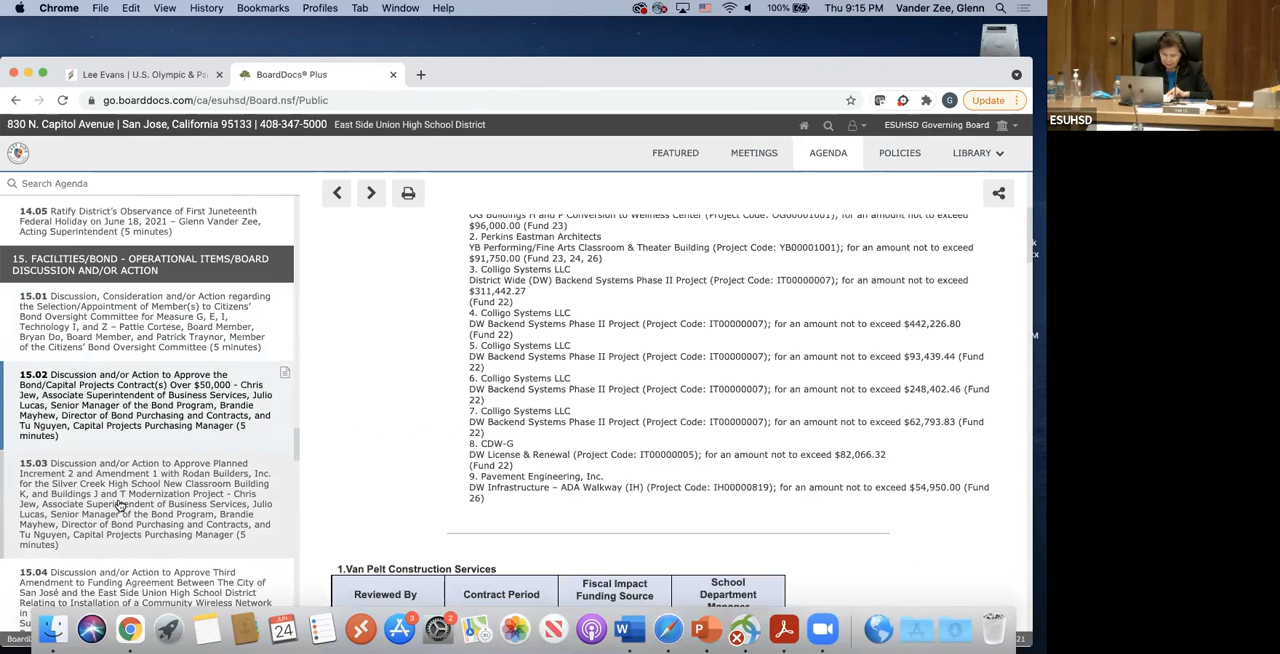 Chrome File Edit View History Bookmarks Profiles Tab Window Help
100% Thu 9:15 PM Vander Zee, Glenn
Lee Evans | U.S. Olympic & Pa
BoardDocs® Plus
go.boarddocs.com/ca/esuhsd/Board.nsf/Public
G
Update
830 N. Capitol Avenue | San Jose, California 95133 | 408-347-5000 East Side Union High School District
ESUHSD Governing Board
FEATURED MEETINGS AGENDA POLICIES LIBRARY
Search Agenda
14.05 Ratify District's Observance of First Juneteenth
Federal Holiday on June 18, 2021 – Glenn Vander Zee,
Acting Superintendent (5 minutes)
15. FACILITIES/BOND - OPERATIONAL ITEMS/BOARD
DISCUSSION AND/OR ACTION
15.01 Discussion, Consideration and/or Action regarding
the Selection/Appointment of Member(s) to Citizens'
Bond Oversight Committee for Measure G, E, I,
Technology I, and Z – Pattie Cortese, Board Member,
Bryan Do, Board Member, and Patrick Traynor, Member
of the Citizens' Bond Oversight Committee (5 minutes)
15.02 Discussion and/or Action to Approve the
Bond/Capital Projects Contract(s) Over $50,000 - Chris
Jew, Associate Superintendent of Business Services, Julio
Lucas, Senior Manager of the Bond Program, Brandie
Mayhew, Director of Bond Purchasing and Contracts, and
Tu Nguyen, Capital Projects Purchasing Manager (5
minutes)
15.03 Discussion and/or Action to Approve Planned
Increment 2 and Amendment 1 with Rodan Builders, Inc.
for the Silver Creek High School New Classroom Building
K, and Buildings J and T Modernization Project - Chris
Jew, Associate Superintendent of Business Services, Julio
Lucas, Senior Manager of the Bond Program, Brandie
Mayhew, Director of Bond Purchasing and Contracts, and
Tu Nguyen, Capital Projects Purchasing Manager (5
minutes)
15.04 Discussion and/or Action to Approve Third
Amendment to Funding Agreement Between The City of
San José and the East Side Union High School District
Relating to Installation of a Community Wireless Network
OG Buildings H and P Conversion to Wellness Center (Project Code: OG00001001); for an amount not to exceed
$96,000.00 (Fund 23)
2. Perkins Eastman Architects
YB Performing/Fine Arts Classroom & Theater Building (Project Code: YB00001001); for an amount not to exceed
$91,750.00 (Fund 23, 24, 26)
3. Colligo Systems LLC
District Wide (DW) Backend Systems Phase II Project (Project Code: IT00000007); for an amount not to exceed
$311,442.27
(Fund 22)
4. Colligo Systems LLC
DW Backend Systems Phase II Project (Project Code: IT00000007); for an amount not to exceed $442,226.80
(Fund 22)
5. Colligo Systems LLC
DW Backend Systems Phase II Project (Project Code: IT00000007); for an amount not to exceed $93,439.44 (Fund
22)
6. Colligo Systems LLC
DW Backend Systems Phase II Project (Project Code: IT00000007); for an amount not to exceed $248,402.46 (Fund
22)
7. Colligo Systems LLC
DW Backend Systems Phase II Project (Project Code: IT00000007); for an amount not to exceed $62,793.83 (Fund
22)
8. CDW-G
DW License & Renewal (Project Code: IT00000005); for an amount not to exceed $82,066.32
(Fund 22)
9. Pavement Engineering, Inc.
DW Infrastructure – ADA Walkway (IH) (Project Code: IH00000819); for an amount not to exceed $54,950.00 (Fund
26)
1.Van Pelt Construction Services
Reviewed By
Contract Period
Fiscal Impact
Funding Source
School
Department
Manager
JUN
24
3
2
ESUHSD